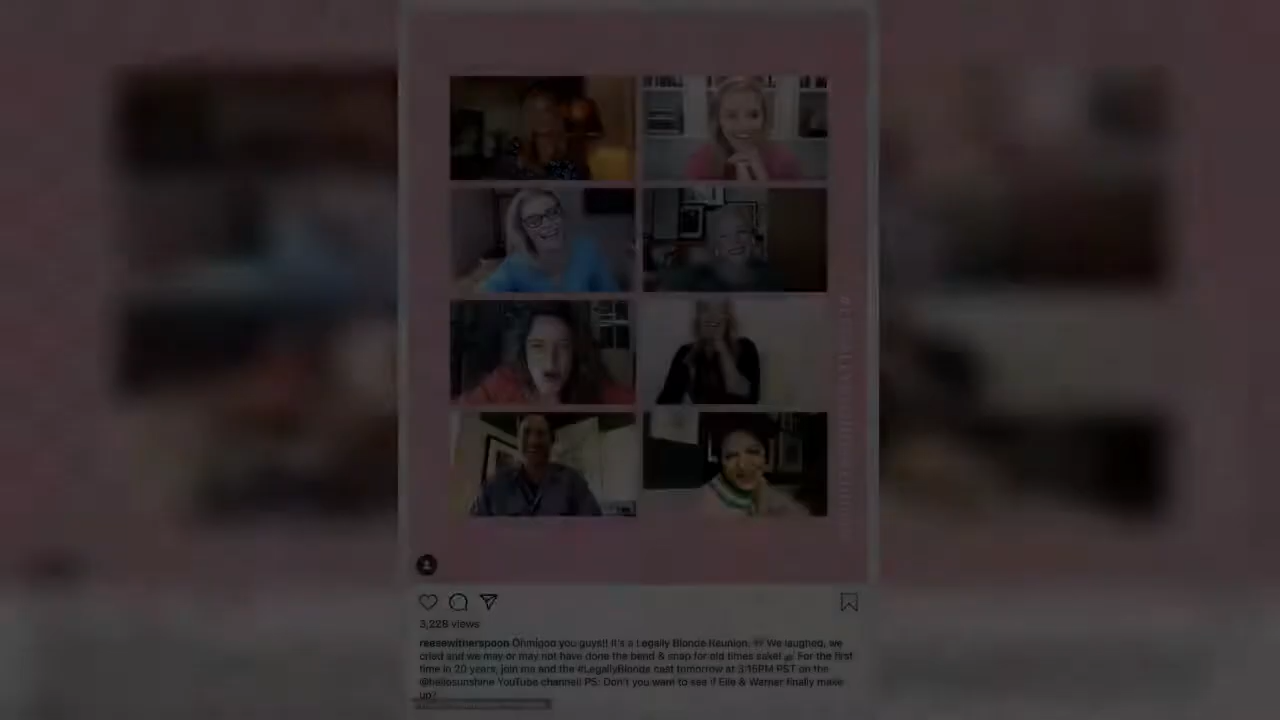 3,228 views
reesewitherspoon Ohmigod you guys!! It's a Legally Blonde Reunion. We laughed, we
cried and we may or may not have done the bend & snap for old times sake! For the first
time in 20 years, join me and the #LegallyBlonde cast tomorrow at 3:15PM PST on the
@hellosunshine YouTube channel! PS: Don't you want to see if Elle & Warner finally make
up?